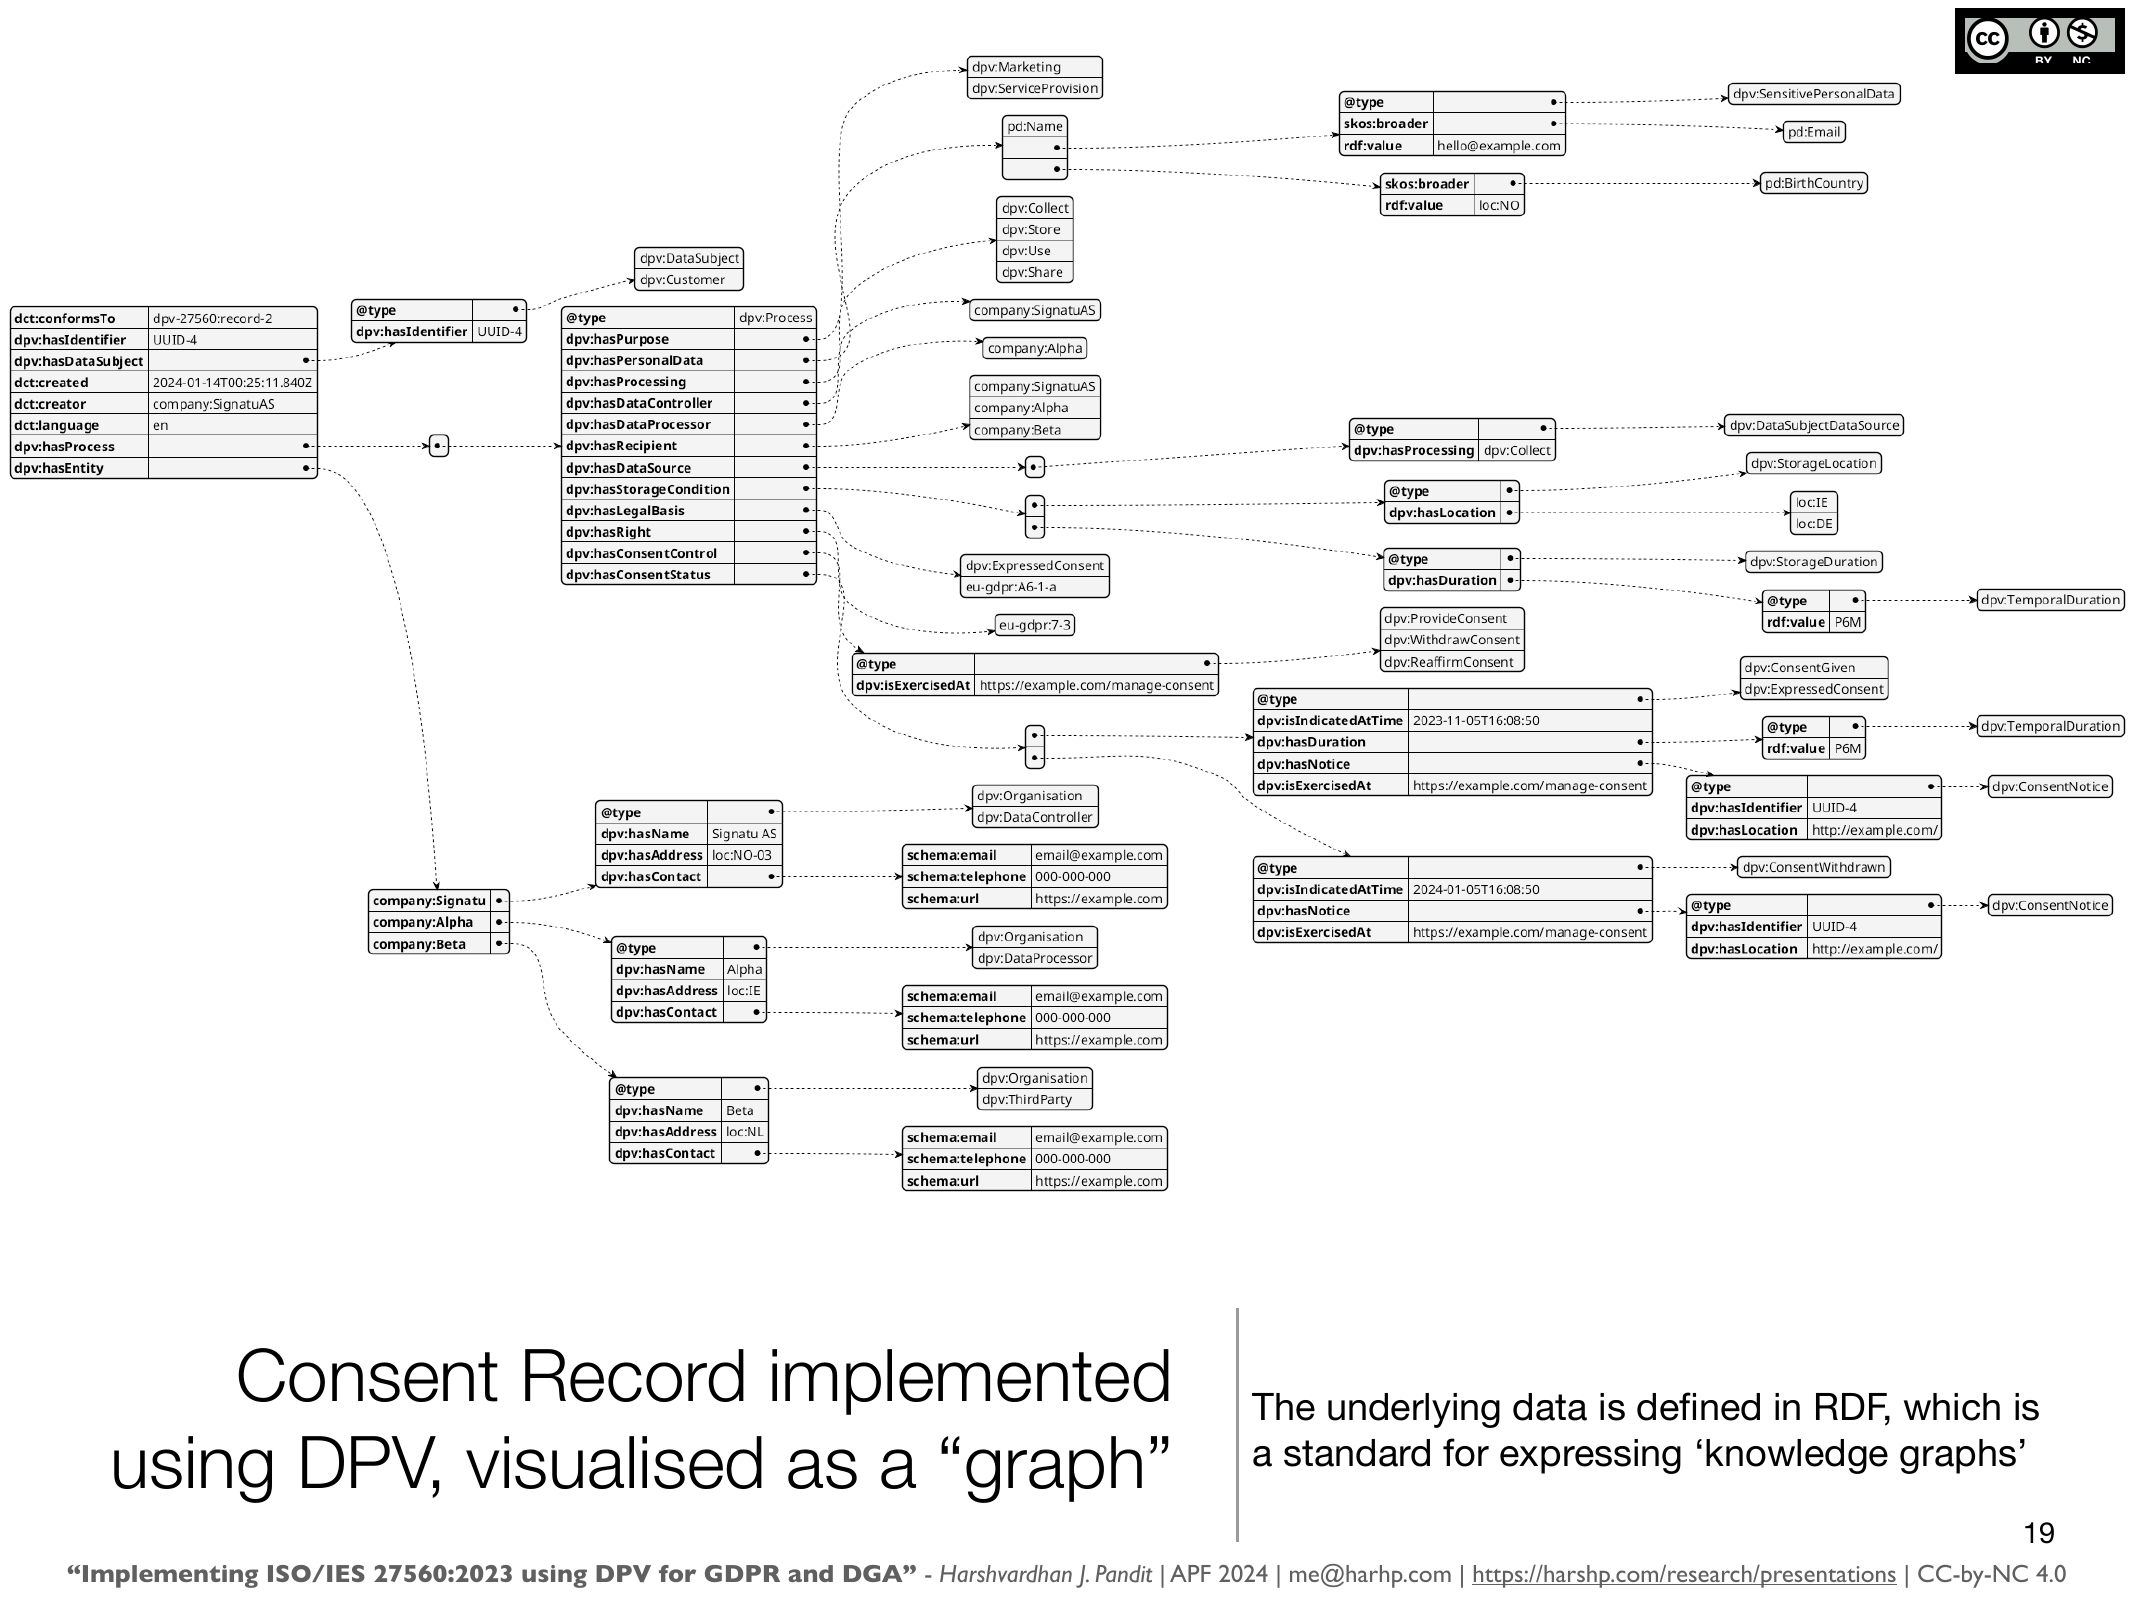 CC BY NC
dpv:Marketing
dpv:ServiceProvision
@type
skos:broader
rdf:value hello@example.com
dpv:SensitivePersonalData
pd:Email
pd:Name
skos:broader
rdf:value loc:NO
pd:BirthCountry
dpv:Collect
dpv:Store
dpv:Use
dpv:Share
dpv:DataSubject
dpv:Customer
@type
dpv:hasIdentifier UUID-4
dct:conformsTo dpv-27560:record-2
dpv:hasIdentifier UUID-4
dpv:hasDataSubject
dct:created 2024-01-14T00:25:11.840Z
dct:creator company:SignatuAS
dct:language en
dpv:hasProcess
dpv:hasEntity
@type dpv:Process
dpv:hasPurpose
dpv:hasPersonalData
dpv:hasProcessing
dpv:hasDataController
dpv:hasDataProcessor
dpv:hasRecipient
dpv:hasDataSource
dpv:hasStorageCondition
dpv:hasLegalBasis
dpv:hasRight
dpv:hasConsentControl
dpv:hasConsentStatus
company:SignatuAS
company:Alpha
company:SignatuAS
company:Alpha
company:Beta
@type
dpv:hasProcessing dpv:Collect
dpv:DataSubjectDataSource
@type
dpv:hasLocation
dpv:StorageLocation
loc:IE
loc:DE
@type
dpv:hasDuration
dpv:StorageDuration
@type
rdf:value P6M
dpv:TemporalDuration
dpv:ExpressedConsent
eu-gdpr:A6-1-a
eu-gdpr:7-3
@type
dpv:isExercisedAt https://example.com/manage-consent
dpv:ProvideConsent
dpv:WithdrawConsent
dpv:ReaffirmConsent
@type
dpv:isIndicatedAtTime 2023-11-05T16:08:50
dpv:hasDuration
dpv:hasNotice
dpv:isExercisedAt https://example.com/manage-consent
dpv:ConsentGiven
dpv:ExpressedConsent
@type
rdf:value P6M
dpv:TemporalDuration
@type
dpv:hasIdentifier UUID-4
dpv:hasLocation http://example.com/
dpv:ConsentNotice
@type
dpv:isIndicatedAtTime 2024-01-05T16:08:50
dpv:hasNotice
dpv:isExercisedAt https://example.com/manage-consent
dpv:ConsentWithdrawn
@type
dpv:hasIdentifier UUID-4
dpv:hasLocation http://example.com/
dpv:ConsentNotice
company:Signatu
company:Alpha
company:Beta
@type
dpv:hasName Signatu AS
dpv:hasAddress loc:NO-03
dpv:hasContact
dpv:Organisation
dpv:DataController
schema:email email@example.com
schema:telephone 000-000-000
schema:url https://example.com
@type
dpv:hasName Alpha
dpv:hasAddress loc:IE
dpv:hasContact
dpv:Organisation
dpv:DataProcessor
schema:email email@example.com
schema:telephone 000-000-000
schema:url https://example.com
@type
dpv:hasName Beta
dpv:hasAddress loc:NL
dpv:hasContact
dpv:Organisation
dpv:ThirdParty
schema:email email@example.com
schema:telephone 000-000-000
schema:url https://example.com
Consent Record implemented
using DPV, visualised as a “graph”
The underlying data is defined in RDF, which is
a standard for expressing ‘knowledge graphs’
19
“Implementing ISO/IES 27560:2023 using DPV for GDPR and DGA” - Harshvardhan J. Pandit | APF 2024 | me@harhp.com | https://harshp.com/research/presentations | CC-by-NC 4.0